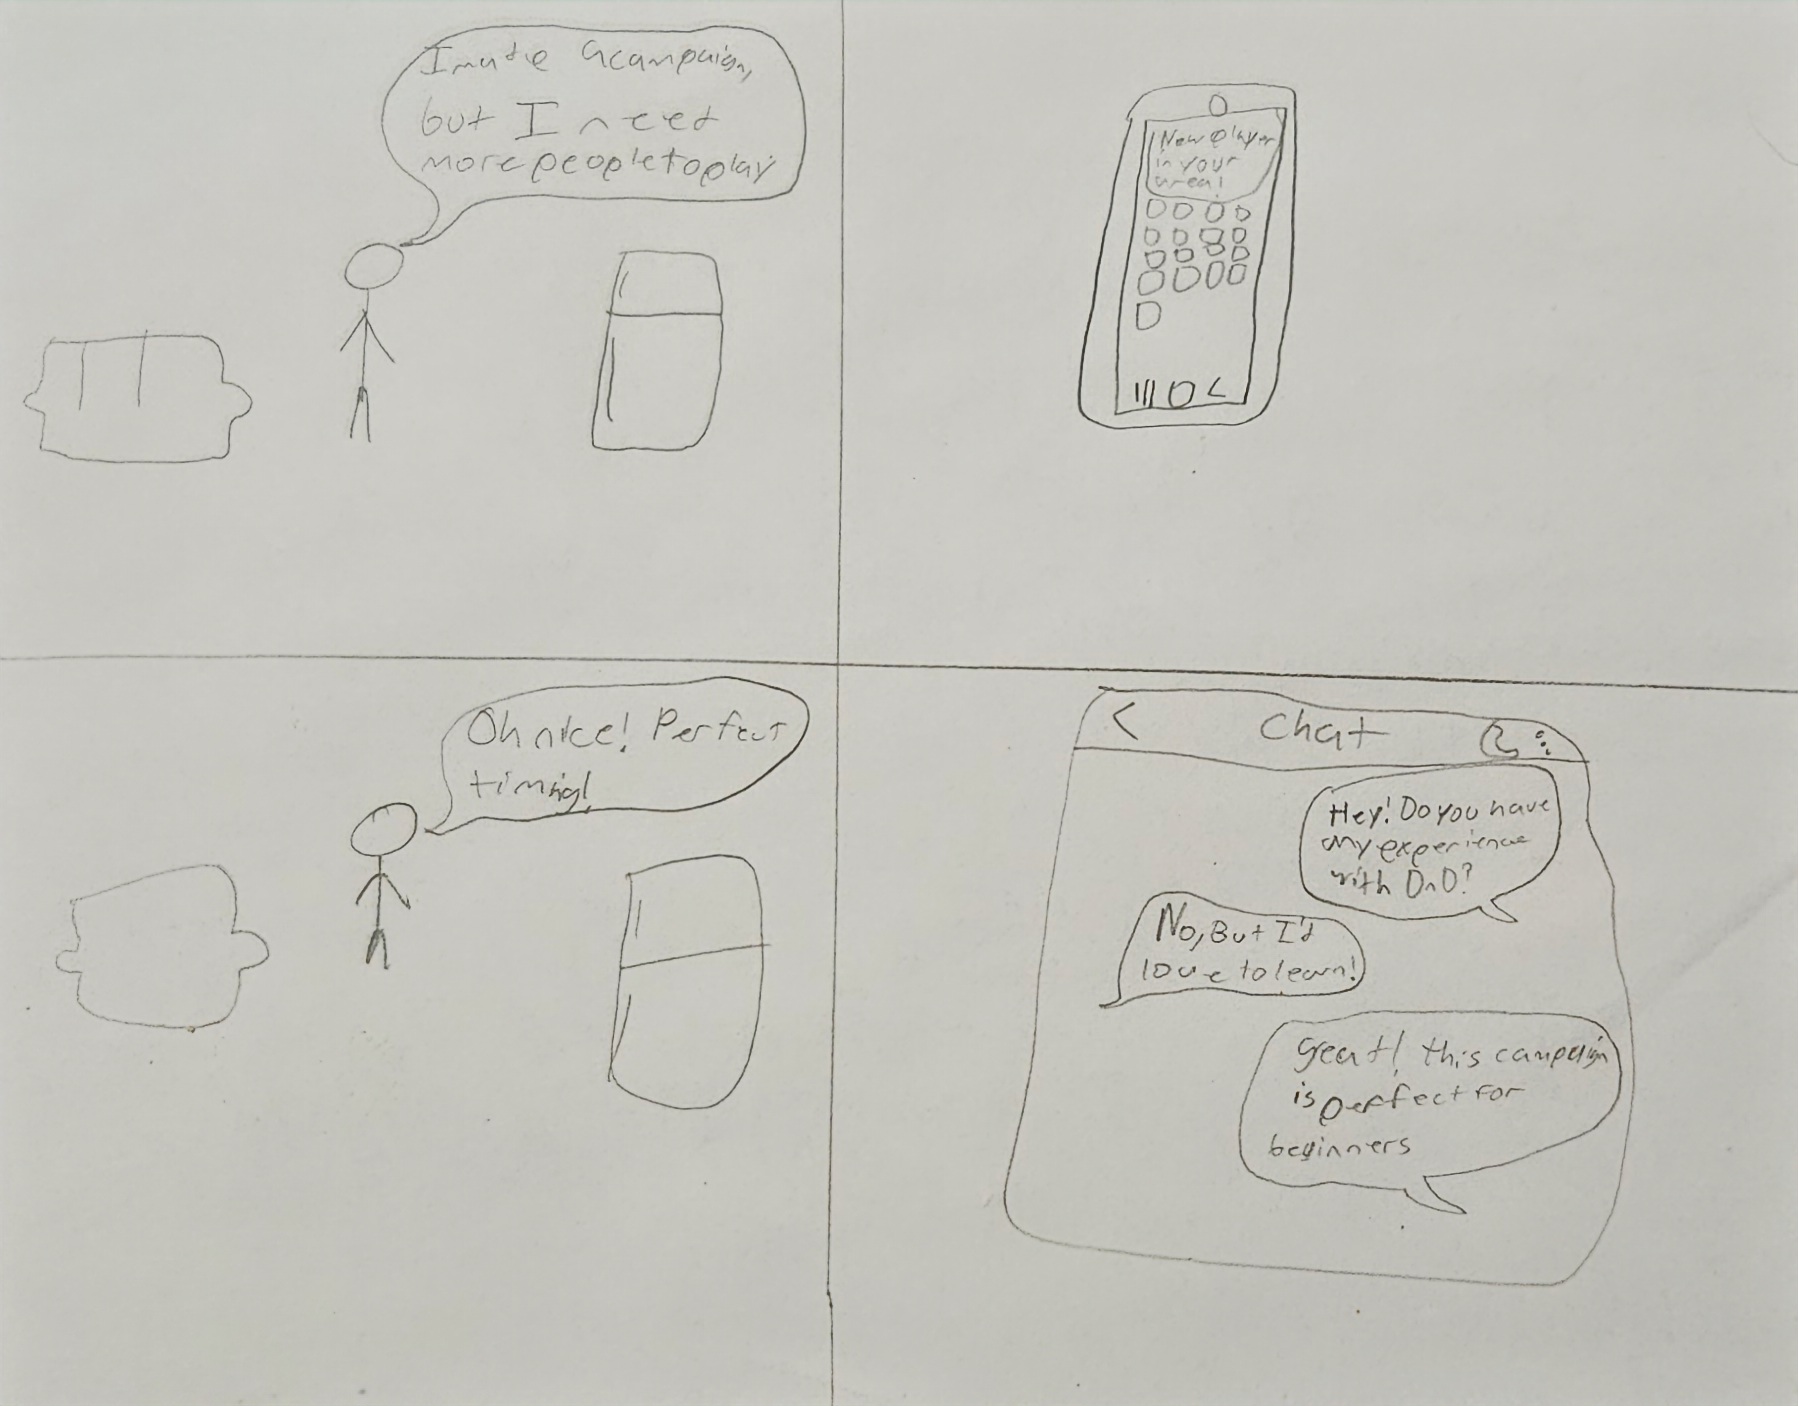 I made a campaign,
but I need
more people to play
New player
in your
area!
Oh nice! Perfect
timing!
Chat
Hey! Do you have
any experience
with DnD?
No, But I'd
love to learn!
Great! this campaign
is perfect for
beginners